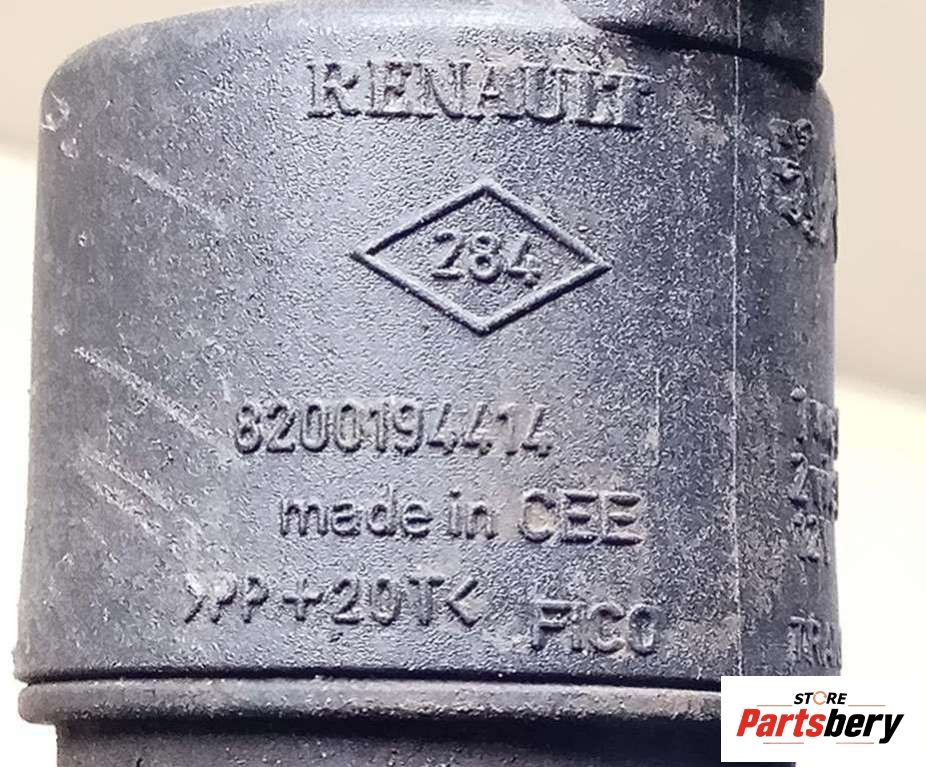 RENAULT
284
8200194414
made in CEE
>PP+20T<
FICO
STORE
Partsbery